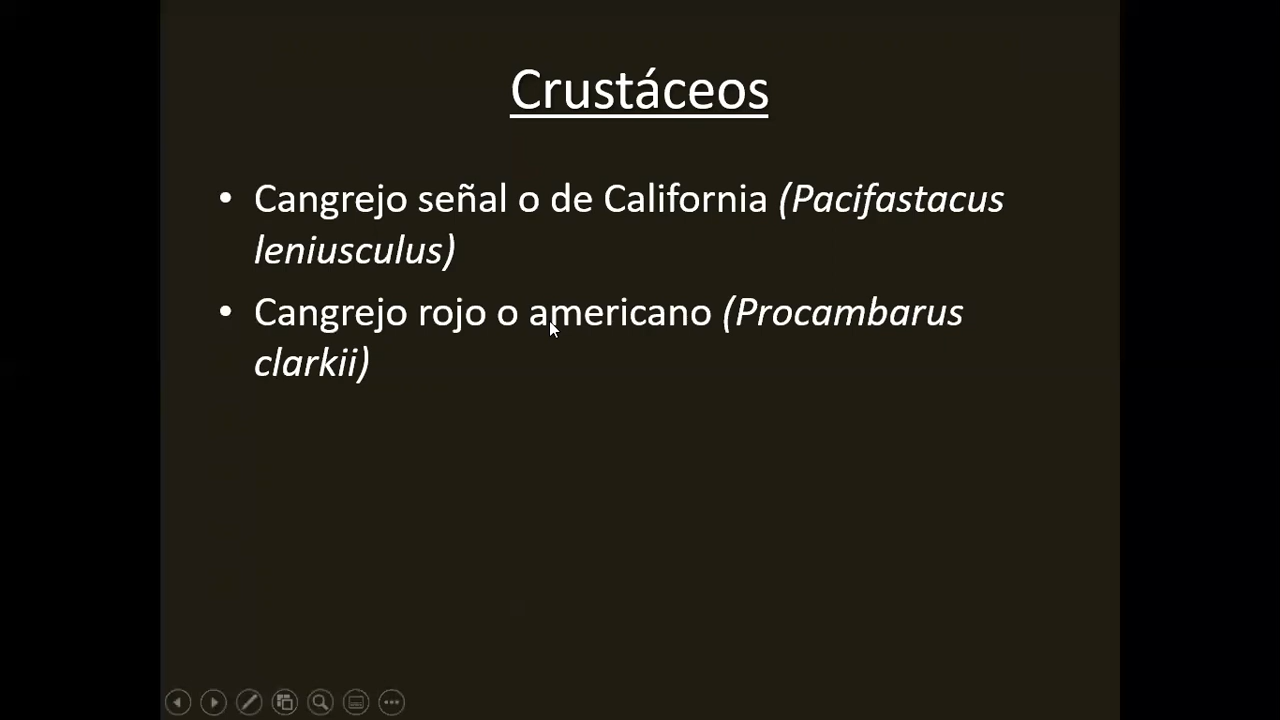 Crustáceos
• Cangrejo señal o de California (Pacifastacus
leniusculus)
• Cangrejo rojo o americano (Procambarus
clarkii)